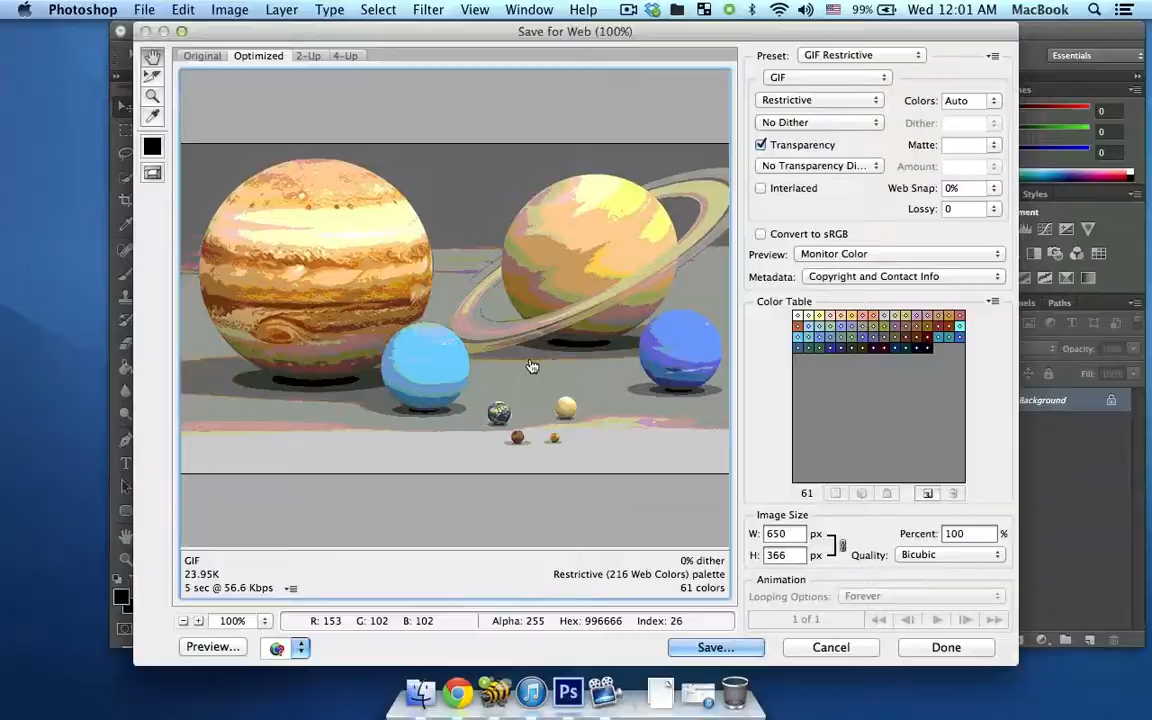 Photoshop File Edit Image Layer Type Select Filter View Window Help 99% Wed 12:01 AM MacBook
Save for Web (100%)
Original Optimized 2-Up 4-Up
Preset: GIF Restrictive
Essentials
GIF
Restrictive Colors: Auto
No Dither Dither:
Transparency Matte:
No Transparency Di... Amount:
Interlaced Web Snap: 0%
Lossy: 0
0
0
0
Styles
Convert to sRGB
Preview: Monitor Color
Metadata: Copyright and Contact Info
Color Table
Paths
Opacity:
Fill:
Background
61
Image Size
W: 650 px Percent: 100 %
H: 366 px Quality: Bicubic
GIF 0% dither
23.95K Restrictive (216 Web Colors) palette
5 sec @ 56.6 Kbps 61 colors
Animation
Looping Options: Forever
1 of 1
100% R: 153 G: 102 B: 102 Alpha: 255 Hex: 996666 Index: 26
Preview... Save... Cancel Done
Ps